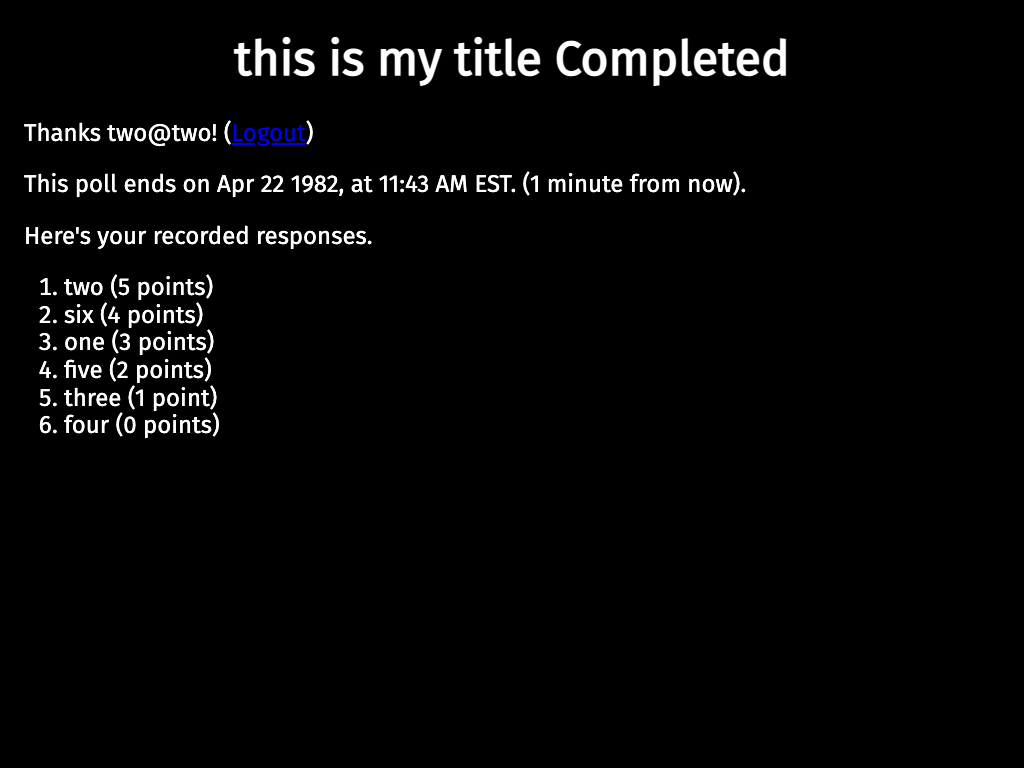 this is my title Completed
Thanks two@two! (Logout)
This poll ends on Apr 22 1982, at 11:43 AM EST. (1 minute from now).
Here's your recorded responses.
1. two (5 points)
2. six (4 points)
3. one (3 points)
4. five (2 points)
5. three (1 point)
6. four (0 points)